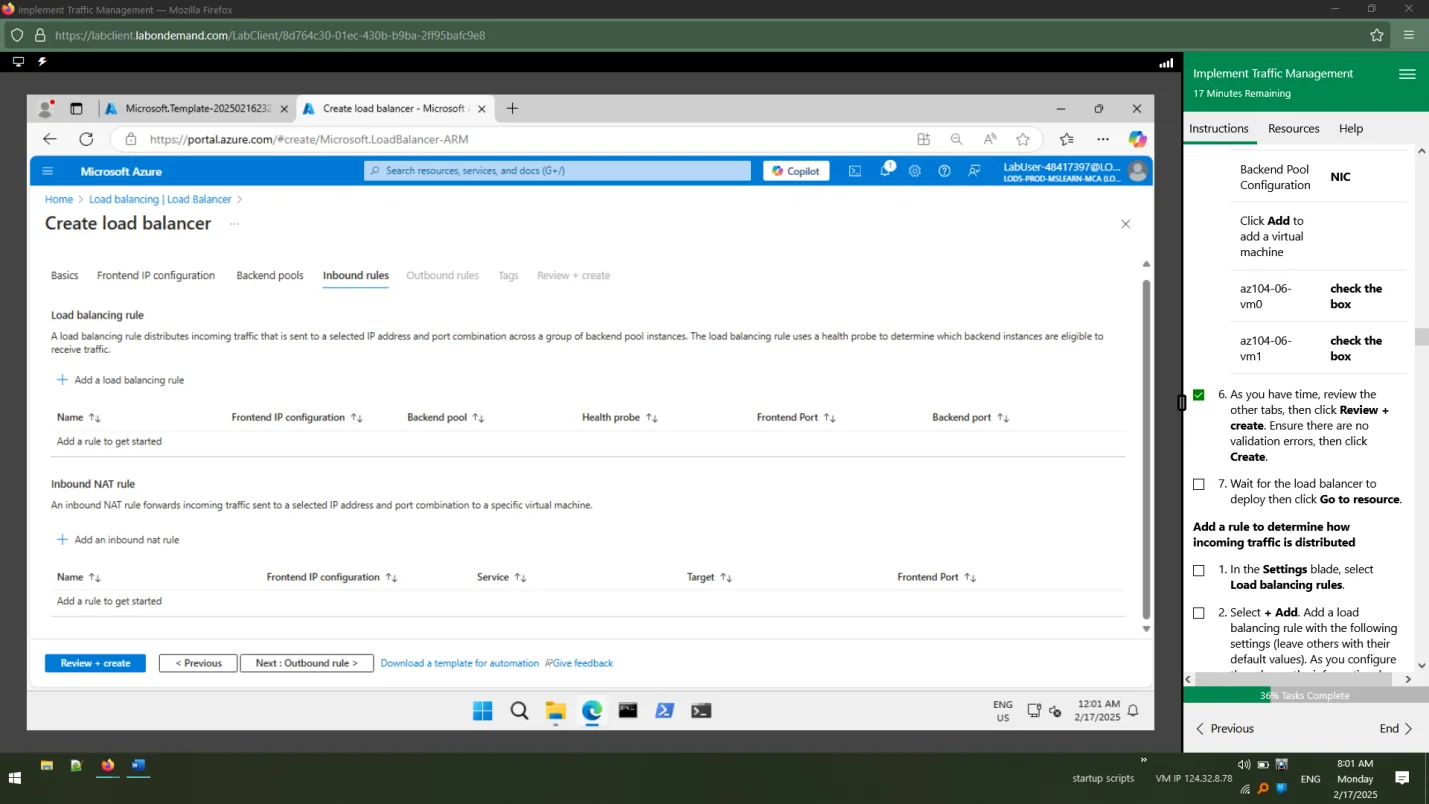 Implement Traffic Management — Mozilla Firefox
https://labclient.labondemand.com/LabClient/8d764c30-01ec-430b-b9ba-2ff95bafc9e8
Microsoft.Template-20250216232
Create load balancer - Microsoft A
https://portal.azure.com/#create/Microsoft.LoadBalancer-ARM
Microsoft Azure
Search resources, services, and docs (G+/)
Copilot
1
LabUser-48417397@LO...
LODS-PROD-MSLEARN-MCA (LO...
Home > Load balancing | Load Balancer >
Create load balancer ...
Basics Frontend IP configuration Backend pools Inbound rules Outbound rules Tags Review + create
Load balancing rule
A load balancing rule distributes incoming traffic that is sent to a selected IP address and port combination across a group of backend pool instances. The load balancing rule uses a health probe to determine which backend instances are eligible to
receive traffic.
+ Add a load balancing rule
Name ↑↓ Frontend IP configuration ↑↓ Backend pool ↑↓ Health probe ↑↓ Frontend Port ↑↓ Backend port ↑↓
Add a rule to get started
Inbound NAT rule
An inbound NAT rule forwards incoming traffic sent to a selected IP address and port combination to a specific virtual machine.
+ Add an inbound nat rule
Name ↑↓ Frontend IP configuration ↑↓ Service ↑↓ Target ↑↓ Frontend Port ↑↓
Add a rule to get started
Review + create < Previous Next : Outbound rule > Download a template for automation Give feedback
ENG
US
12:01 AM
2/17/2025
Implement Traffic Management
17 Minutes Remaining
Instructions Resources Help
Backend Pool
Configuration
NIC
Click Add to
add a virtual
machine
az104-06-
vm0
check the
box
az104-06-
vm1
check the
box
6. As you have time, review the
other tabs, then click Review +
create. Ensure there are no
validation errors, then click
Create.
7. Wait for the load balancer to
deploy then click Go to resource.
Add a rule to determine how
incoming traffic is distributed
1. In the Settings blade, select
Load balancing rules.
2. Select + Add. Add a load
balancing rule with the following
settings (leave others with their
default values). As you configure
36% Tasks Complete
< Previous End >
startup scripts
VM IP 124.32.8.78
ENG
8:01 AM
Monday
2/17/2025